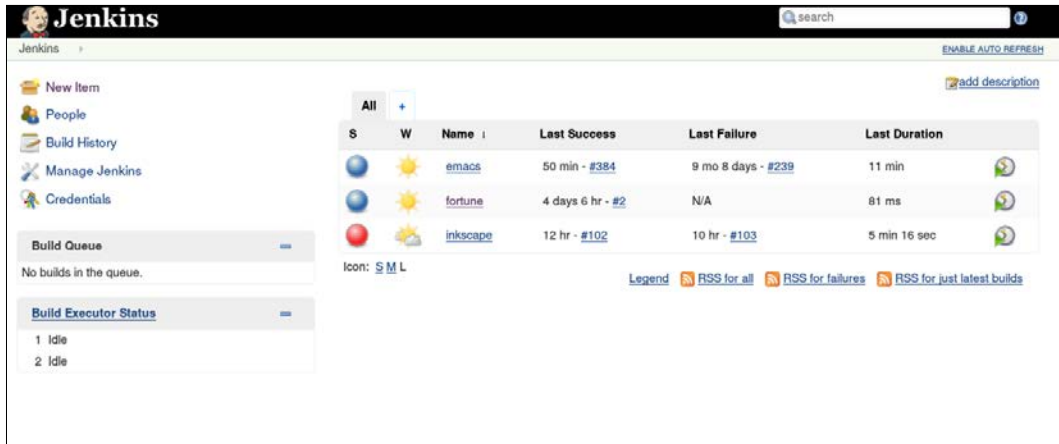 Jenkins
search
Jenkins
ENABLE AUTO REFRESH
New Item
People
Build History
Manage Jenkins
Credentials
Build Queue
No builds in the queue.
Build Executor Status
1 Idle
2 Idle
add description
All +
S W Name ↓ Last Success Last Failure Last Duration
emacs 50 min - #384 9 mo 8 days - #239 11 min
fortune 4 days 6 hr - #2 N/A 81 ms
inkscape 12 hr - #102 10 hr - #103 5 min 16 sec
Icon: S M L
Legend RSS for all RSS for failures RSS for just latest builds